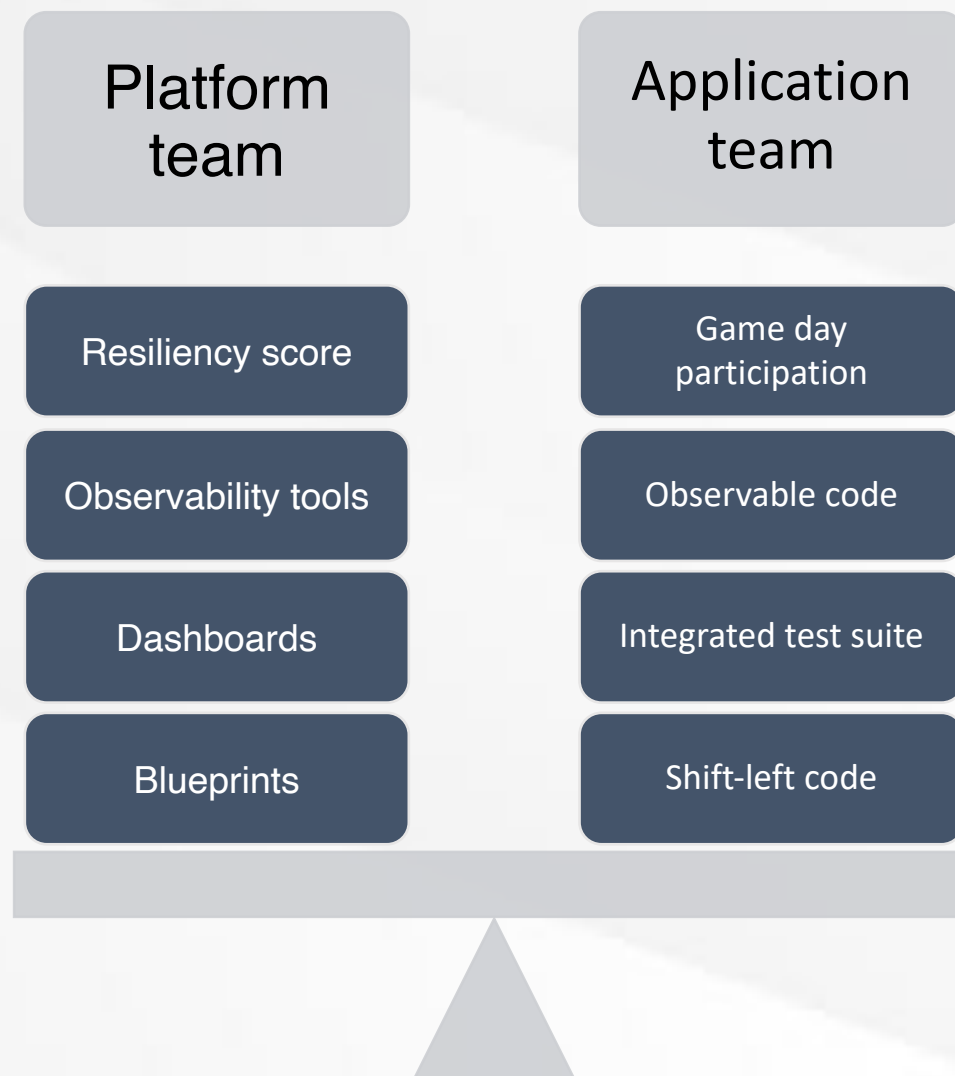 Platform
team
Resiliency score
Observability tools
Dashboards
Blueprints
Application
team
Game day
participation
Observable code
Integrated test suite
Shift-left code